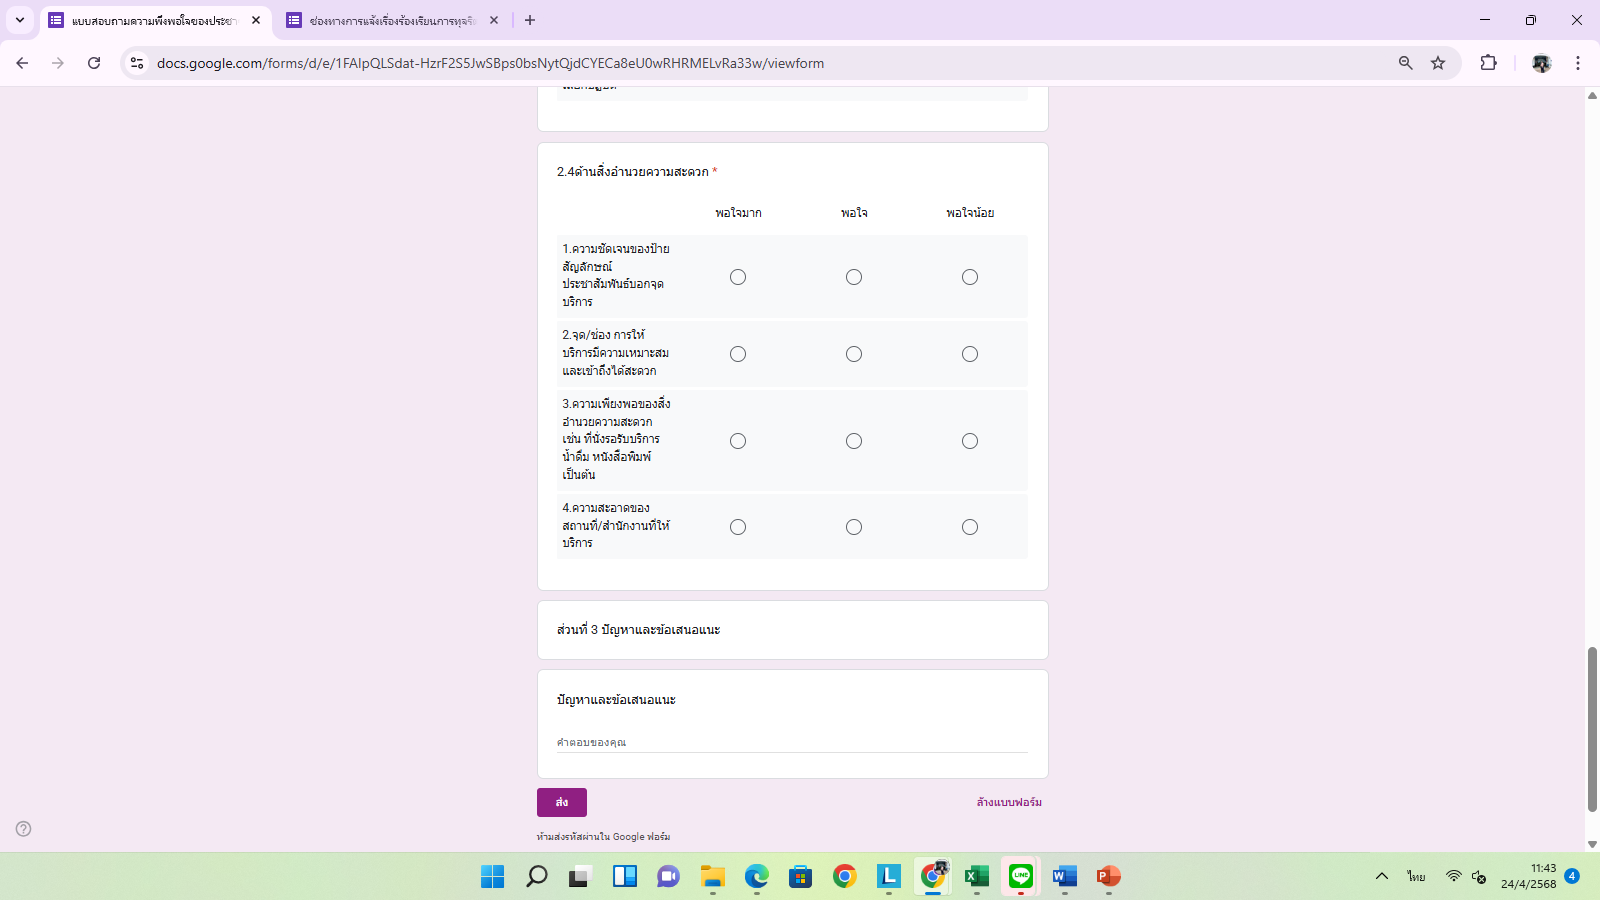 แบบสอบถามความพึงพอใจของประชา
ช่องทางการแจ้งเรื่องร้องเรียนการทุจริต
docs.google.com/forms/d/e/1FAIpQLSdat-HzrF2S5JwSBps0bsNytQjdCYECa8eU0wRHRMELvRa33w/viewform
2.4ด้านสิ่งอำนวยความสะดวก *
พอใจมาก พอใจ พอใจน้อย
1.ความชัดเจนของป้าย
สัญลักษณ์
ประชาสัมพันธ์บอกจุด
บริการ
2.จุด/ช่อง การให้
บริการมีความเหมาะสม
และเข้าถึงได้สะดวก
3.ความเพียงพอของสิ่ง
อำนวยความสะดวก
เช่น ที่นั่งรอรับบริการ
น้ำดื่ม หนังสือพิมพ์
เป็นต้น
4.ความสะอาดของ
สถานที่/สำนักงานที่ให้
บริการ
ส่วนที่ 3 ปัญหาและข้อเสนอแนะ
ปัญหาและข้อเสนอแนะ
คำตอบของคุณ
ส่ง
ล้างแบบฟอร์ม
ห้ามส่งรหัสผ่านใน Google ฟอร์ม
ไทย
11:43
24/4/2568
4